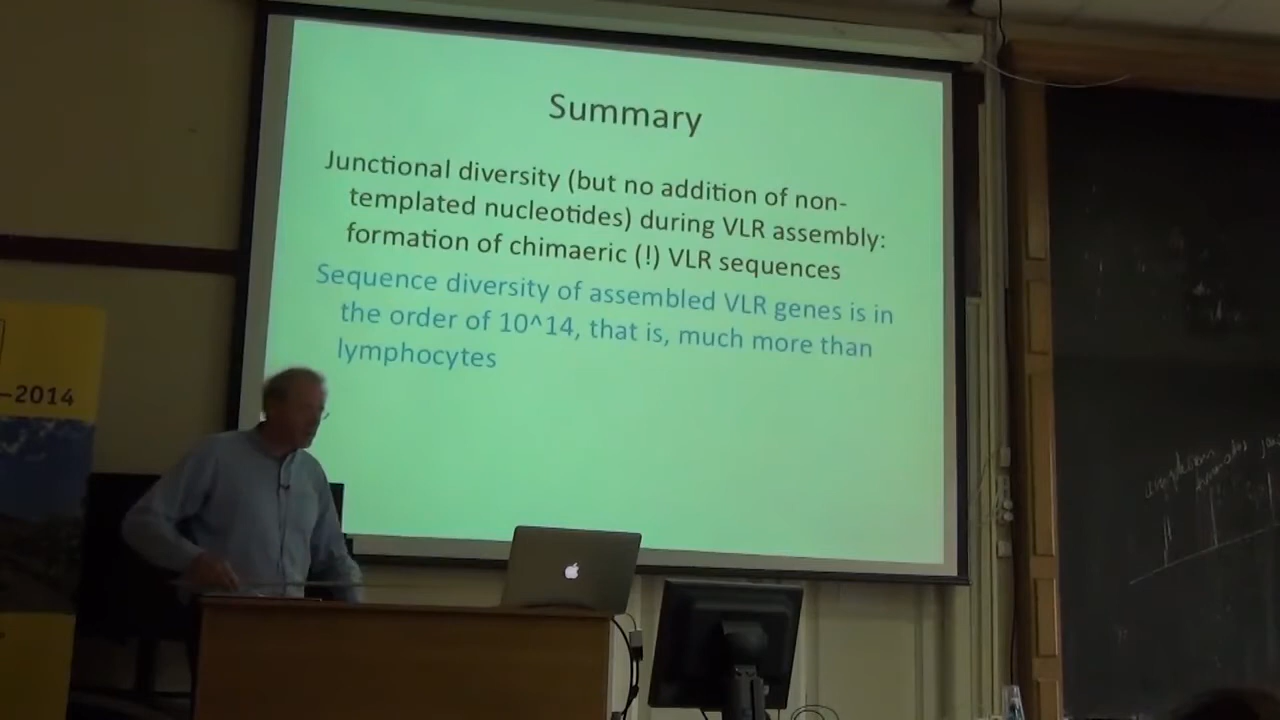 Summary
Junctional diversity (but no addition of non-
templated nucleotides) during VLR assembly:
formation of chimaeric (!) VLR sequences
Sequence diversity of assembled VLR genes is in
the order of 10^14, that is, much more than
lymphocytes
–2014